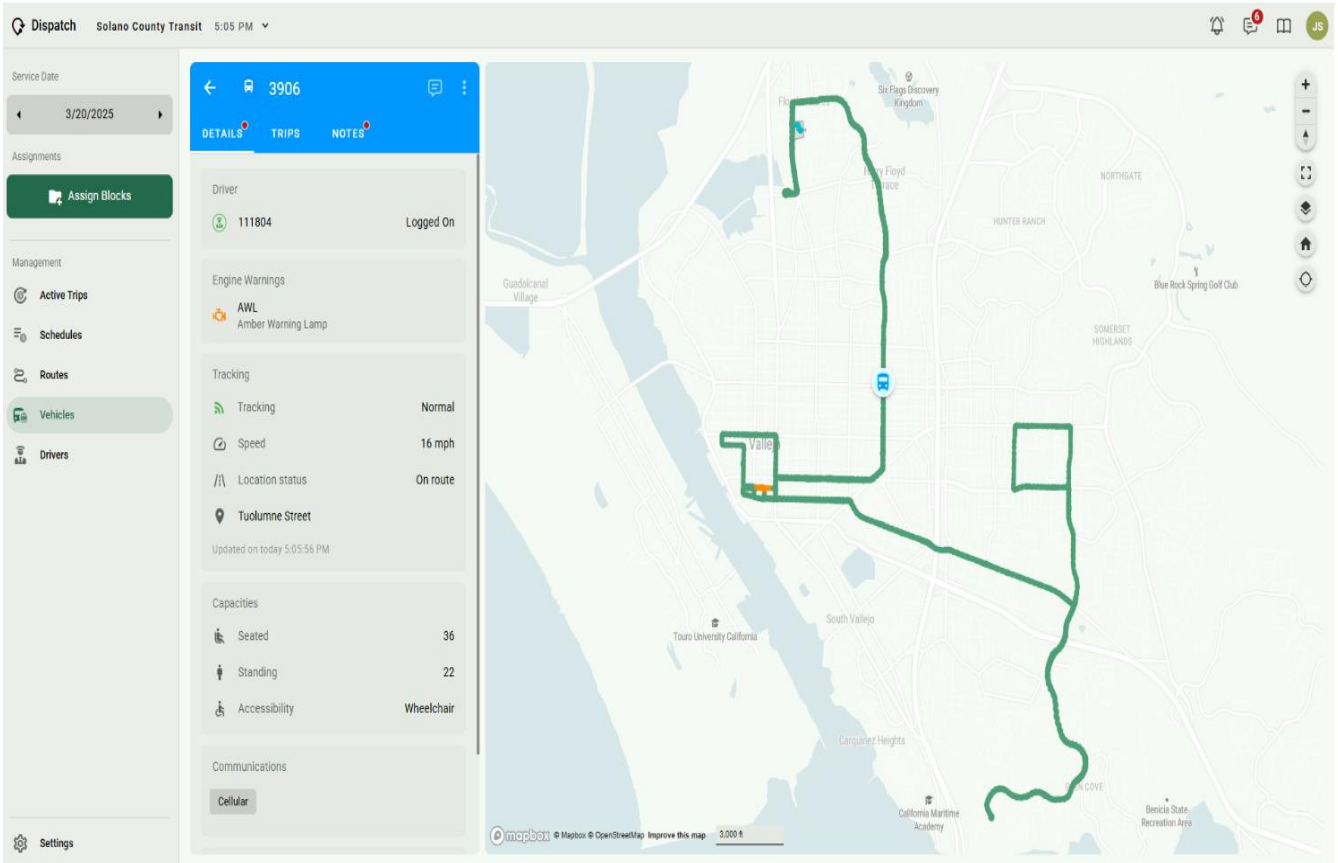 Dispatch Solano County Transit 5:05 PM
6
JS
Service Date
3/20/2025
Assignments
Assign Blocks
Management
Active Trips
Schedules
Routes
Vehicles
Drivers
Settings
3906
DETAILS TRIPS NOTES
Driver
111804 Logged On
Engine Warnings
AWL
Amber Warning Lamp
Tracking
Tracking Normal
Speed 16 mph
Location status On route
Tuolumne Street
Updated on today 5:05:56 PM
Capacities
Seated 36
Standing 22
Accessibility Wheelchair
Communications
Cellular
Six Flags Discovery
Kingdom
Floyd
NORTHGATE
HUNTER RANCH
Guadalcanal
Village
Blue Rock Spring Golf Club
SOMERSET
HIGHLANDS
Vallejo
South Vallejo
Touro University California
Carquinez Heights
California Maritime
Academy
COVE
Benicia State
Recreation Area
mapbox © Mapbox © OpenStreetMap Improve this map 3,000 ft